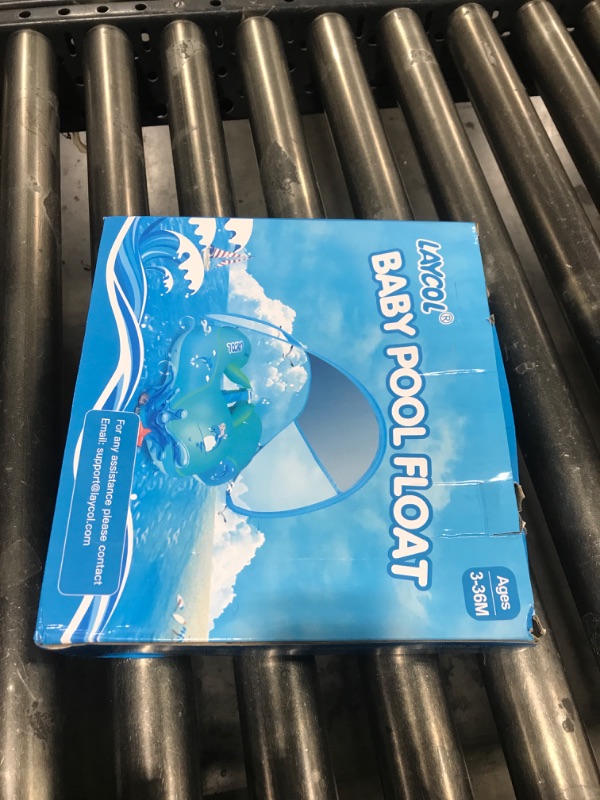 LAYCOL®
BABY POOL FLOAT
Ages
3-36M
For any assistance please contact
Email: support@laycol.com